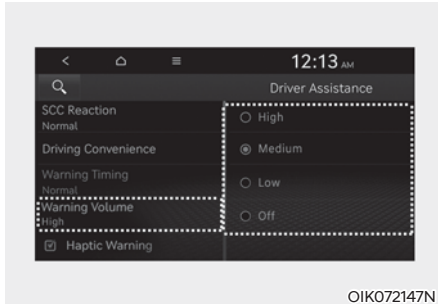 12:13 AM
Driver Assistance
SCC Reaction
Normal
Driving Convenience
Warning Timing
Normal
Warning Volume
High
Haptic Warning
High
Medium
Low
Off
OIK072147N